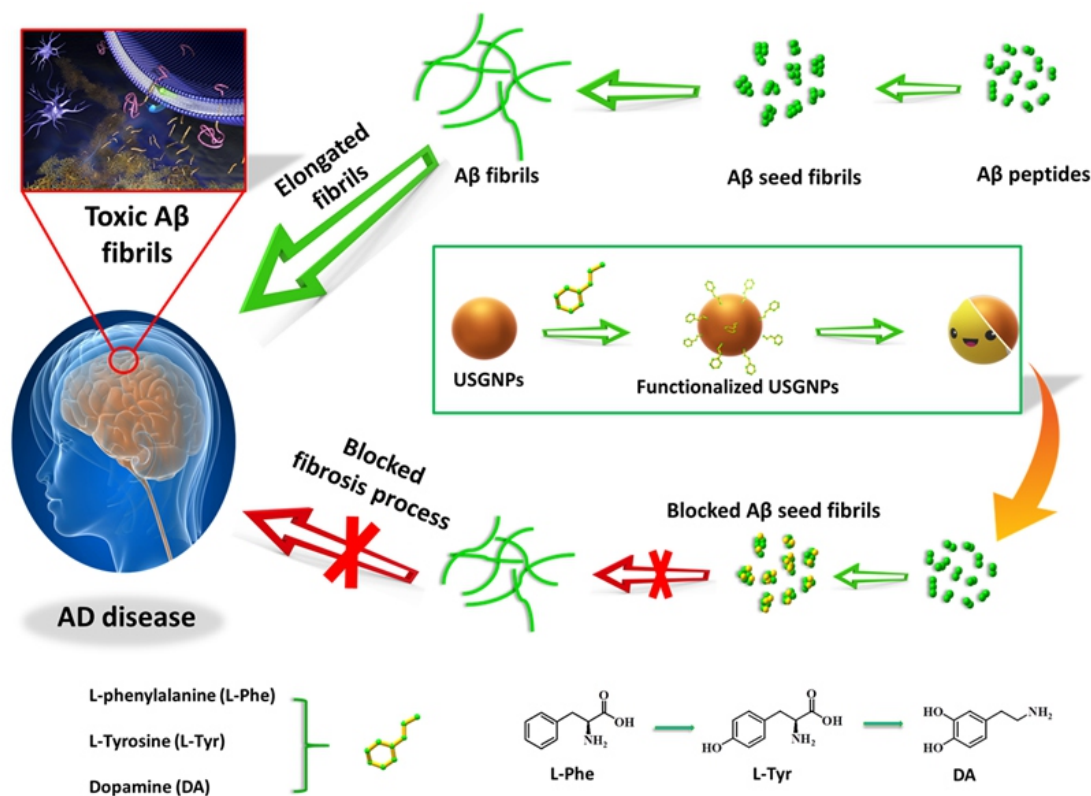 Toxic Aβ
fibrils
Elongated
fibrils
Aβ fibrils
Aβ seed fibrils
Aβ peptides
USGNPs
Functionalized USGNPs
Blocked
fibrosis process
Blocked Aβ seed fibrils
AD disease
L-phenylalanine (L-Phe)
L-Tyrosine (L-Tyr)
Dopamine (DA)
O
OH
NH2
L-Phe
O
OH
NH2
HO
L-Tyr
HO
HO
NH2
DA